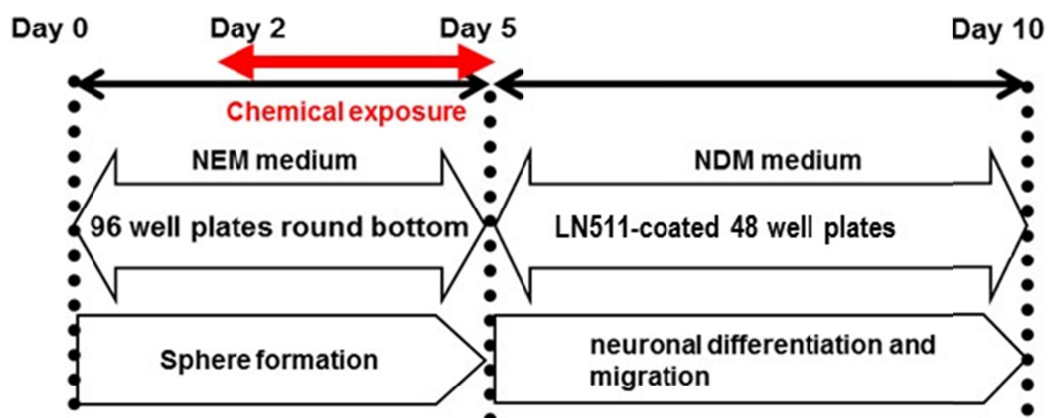 Day 0 Day 2 Day 5 Day 10
Chemical exposure
NEM medium NDM medium
96 well plates round bottom LN511-coated 48 well plates
Sphere formation
neuronal differentiation and
migration